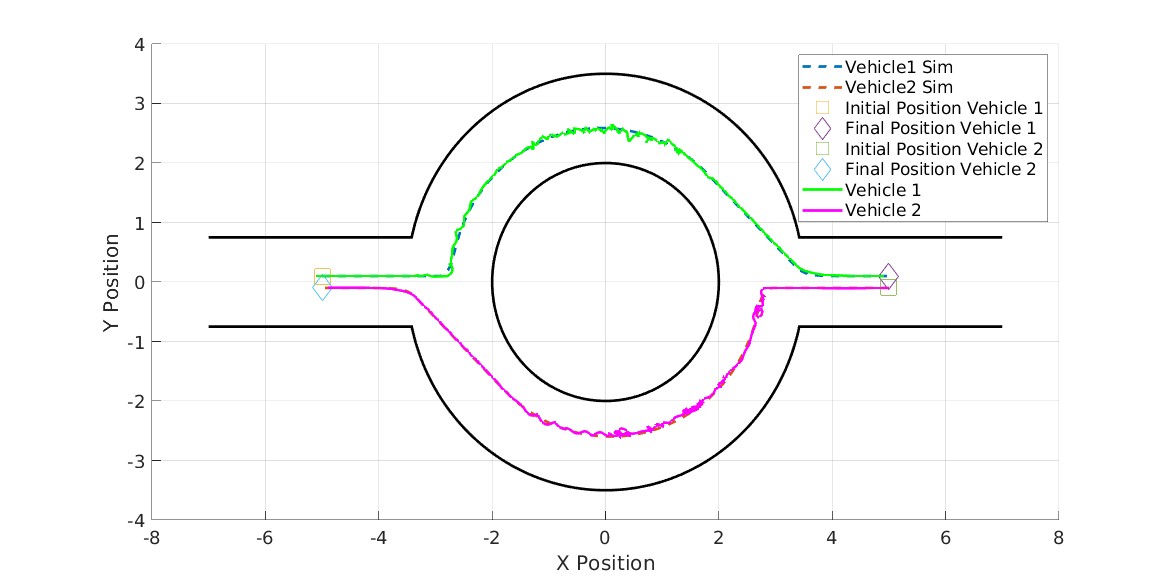 4
3
2
1
0
-1
-2
-3
-4
Y Position
-8
-6
-4
-2
0
2
4
6
8
X Position
Vehicle1 Sim
Vehicle2 Sim
Initial Position Vehicle 1
Final Position Vehicle 1
Initial Position Vehicle 2
Final Position Vehicle 2
Vehicle 1
Vehicle 2